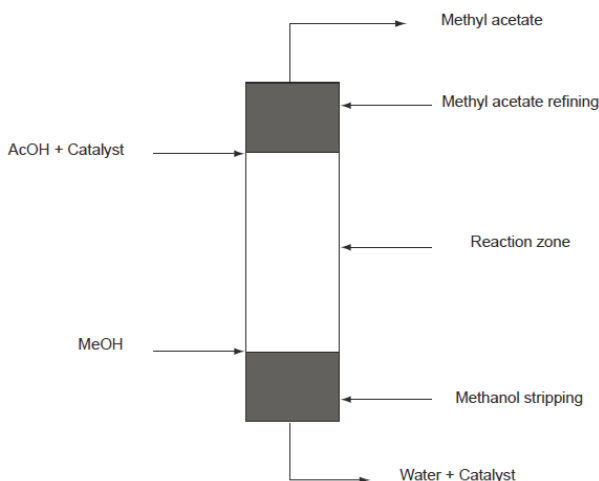 Methyl acetate
Methyl acetate refining
AcOH + Catalyst
Reaction zone
MeOH
Methanol stripping
Water + Catalyst